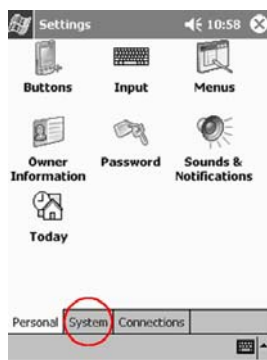 Settings 10:58
Buttons Input Menus
Owner Information Password Sounds & Notifications
Today
Personal System Connections